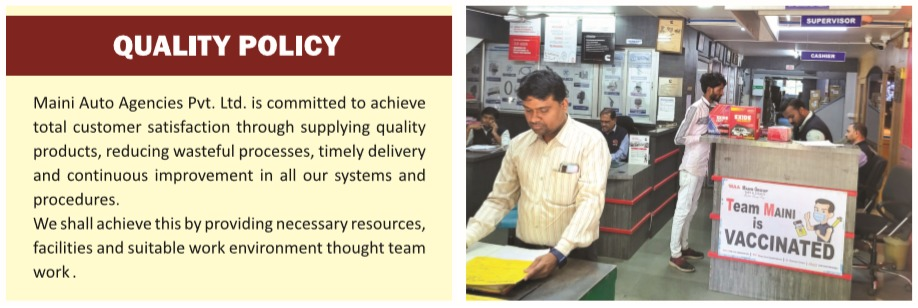 QUALITY POLICY
Maini Auto Agencies Pvt. Ltd. is committed to achieve
total customer satisfaction through supplying quality
products, reducing wasteful processes, timely delivery
and continuous improvement in all our systems and
procedures.
We shall achieve this by providing necessary resources,
facilities and suitable work environment thought team
work .
SUPERVISOR
CASHIER
EXIDE
Team MAINI
is
VACCINATED